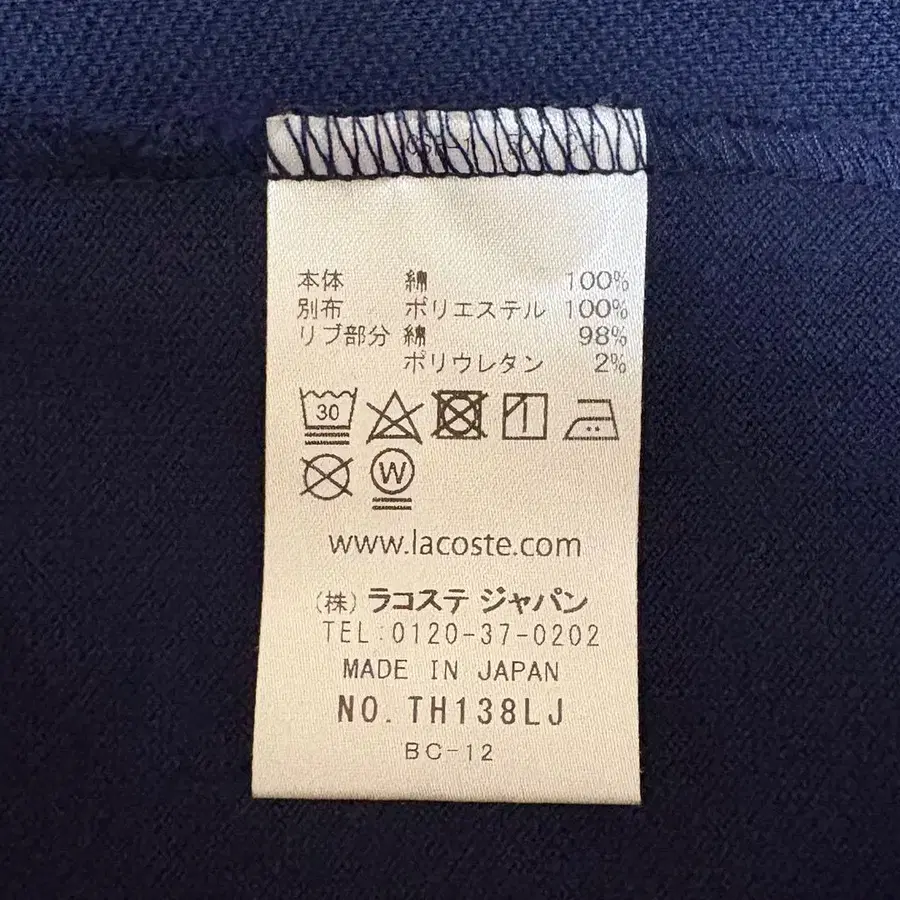 本体 綿 100%
別布 ポリエステル 100%
リブ部分 綿 98%
ポリウレタン 2%
30
W
www.lacoste.com
(株) ラコステ ジャパン
TEL:0120-37-0202
MADE IN JAPAN
NO. TH138LJ
BC-12